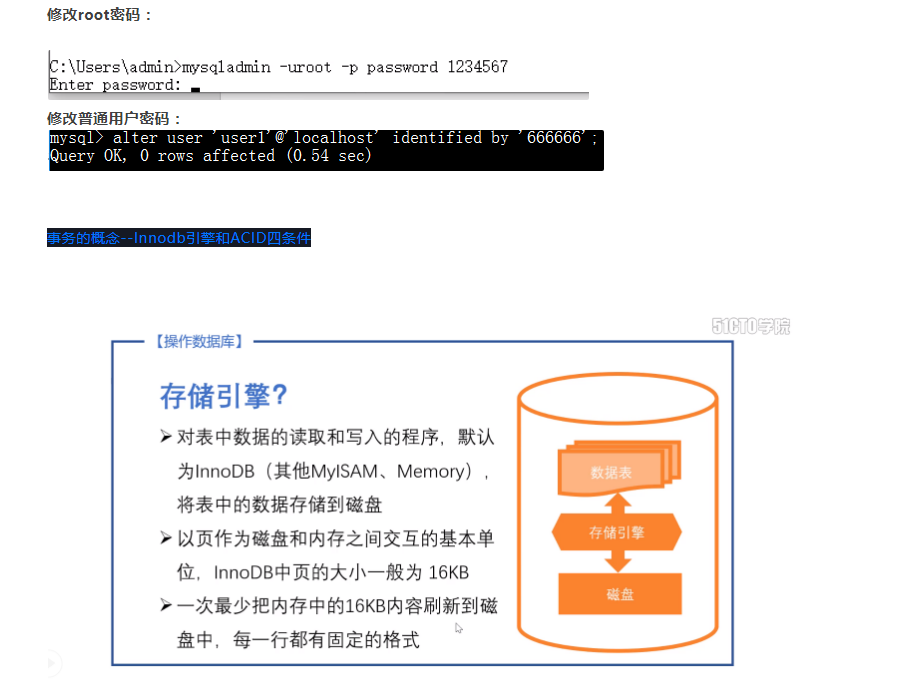 修改root密码：
C:\Users\admin>mysqladmin -uroot -p password 1234567
Enter password:
修改普通用户密码：
mysql> alter user 'user1'@'localhost' identified by '666666';
Query OK, 0 rows affected (0.54 sec)
事务的概念--Innodb引擎和ACID四条件
51CTO学院
【操作数据库】
存储引擎?
➢对表中数据的读取和写入的程序，默认
为InnoDB（其他MyISAM、Memory），
将表中的数据存储到磁盘
➢以页作为磁盘和内存之间交互的基本单
位，InnoDB中页的大小一般为 16KB
➢一次最少把内存中的16KB内容刷新到磁
盘中，每一行都有固定的格式
数据表
存储引擎
磁盘